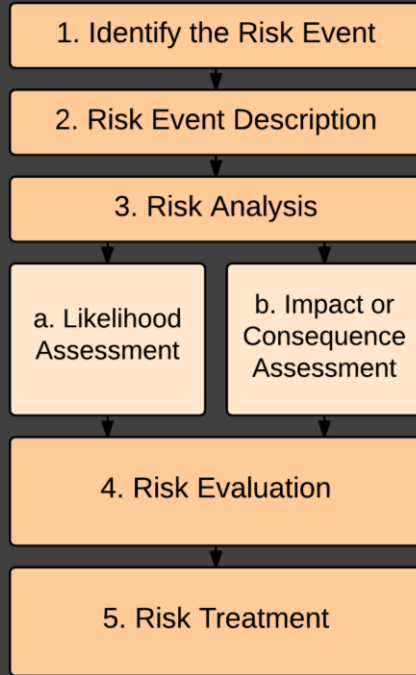 1. Identify the Risk Event
2. Risk Event Description
3. Risk Analysis
a. Likelihood
Assessment
b. Impact or
Consequence
Assessment
4. Risk Evaluation
5. Risk Treatment